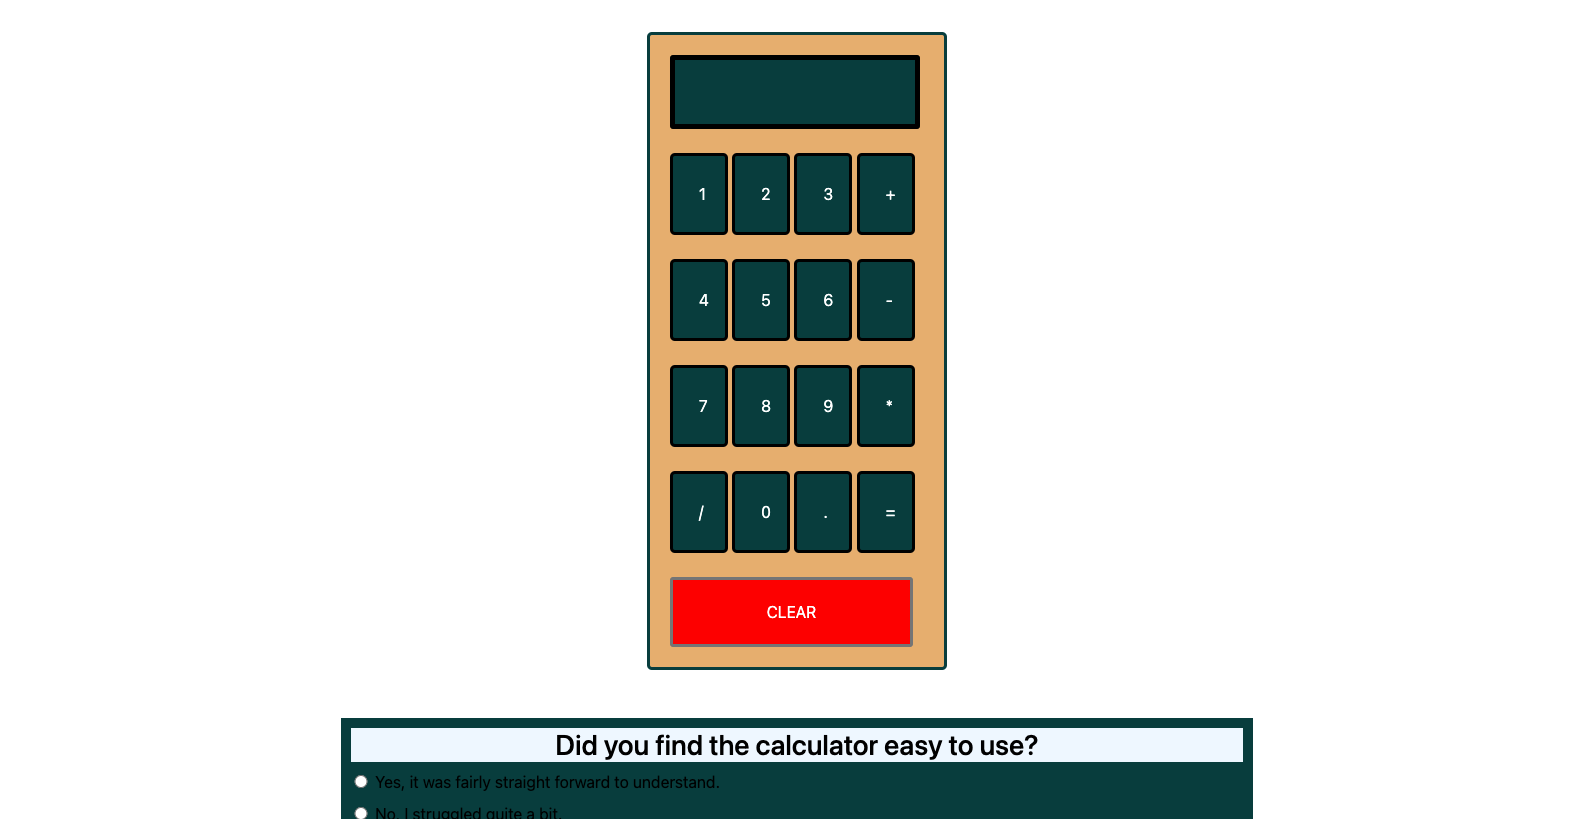 1 2 3 +
4 5 6 -
7 8 9 *
/ 0 . =
CLEAR
Did you find the calculator easy to use?
Yes, it was fairly straight forward to understand.
No, I struggled quite a bit.